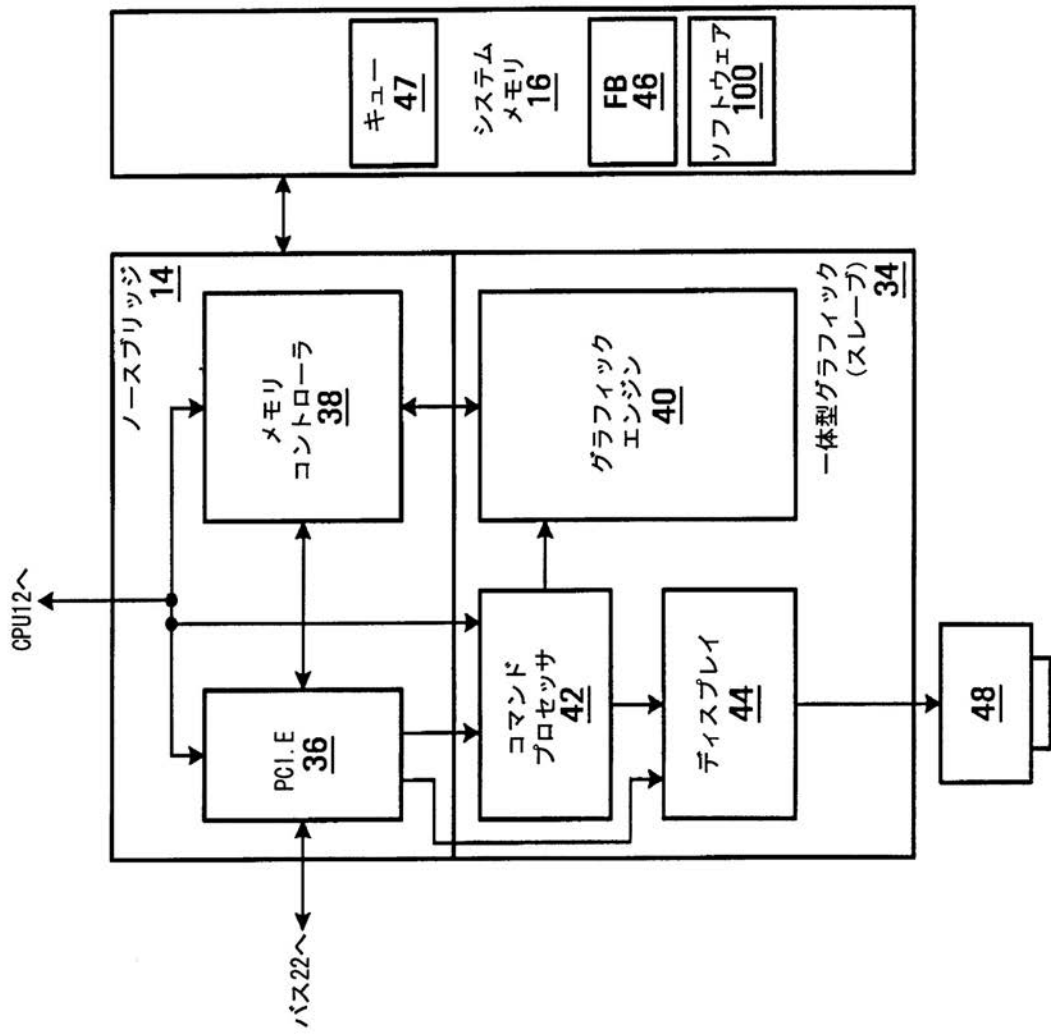 CPU12へ
バス22へ
ノースブリッジ
14
PCI.E
36
メモリ
コントローラ
38
コマンド
プロセッサ
42
グラフィック
エンジン
40
ディスプレイ
44
一体型グラフィック
(スレーブ)
34
48
キュー
47
システム
メモリ
16
FB
46
ソフトウェア
100